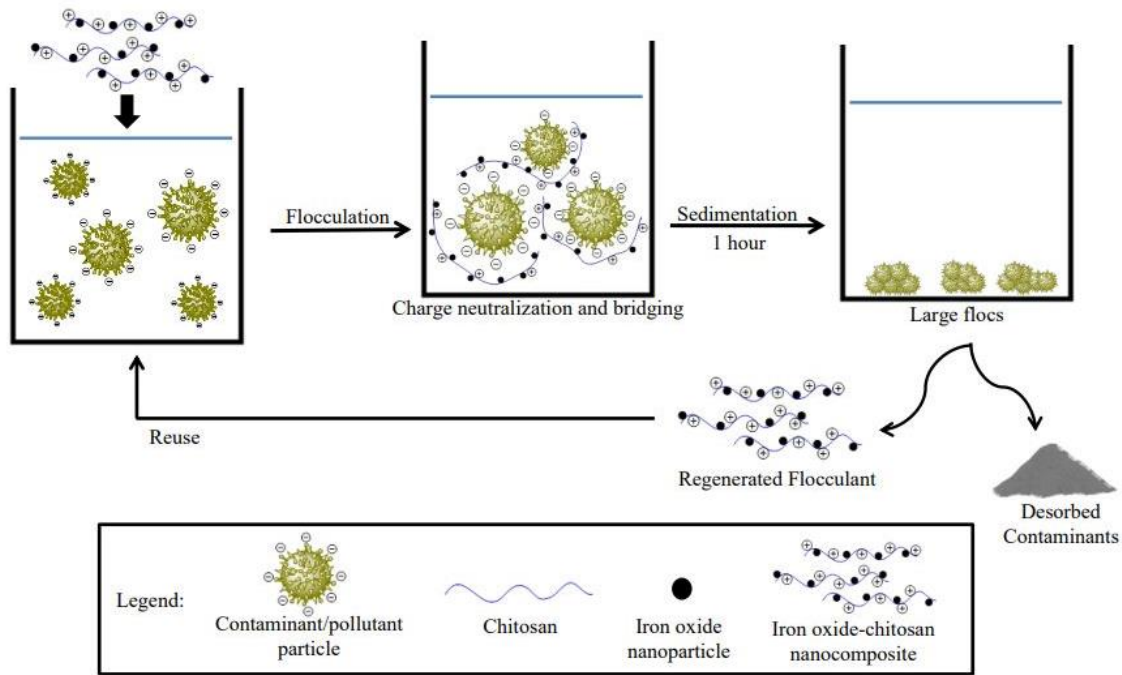 Flocculation
Sedimentation
1 hour
Charge neutralization and bridging
Large flocs
Reuse
Regenerated Flocculant
Desorbed
Contaminants
Legend:
Contaminant/pollutant
particle
Chitosan
Iron oxide
nanoparticle
Iron oxide-chitosan
nanocomposite